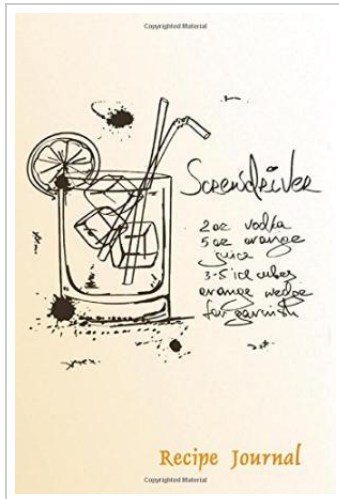 Copyrighted Material
Screwdriver
2oz vodka
5oz orange
juice
3-5 ice cubes
orange wedge
for garnish
Recipe Journal
Copyrighted Material